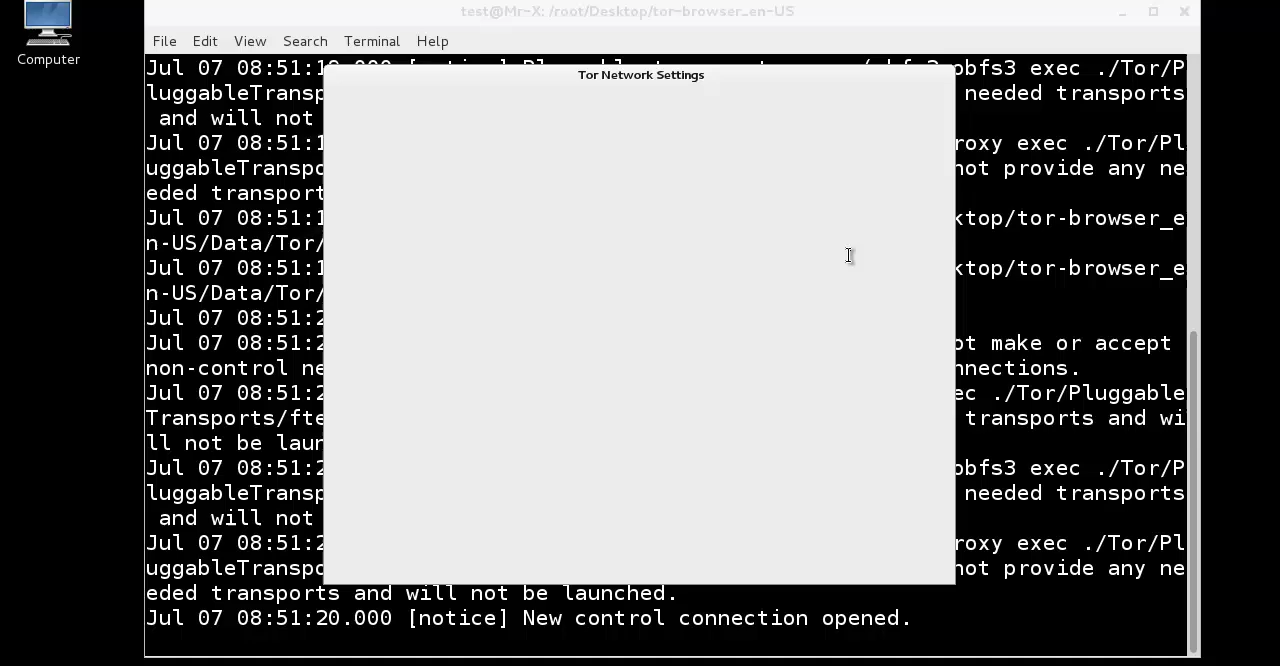 test@Mr-X: /root/Desktop/tor-browser_en-US
Computer
File Edit View Search Terminal Help
Jul 07 08:51:1 obfs3 exec ./Tor/P
Tor Network Settings
luggableTransp needed transports
and will not
Jul 07 08:51:1 roxy exec ./Tor/Pl
uggableTranspo not provide any ne
eded transport
Jul 07 08:51:1 ktop/tor-browser_e
n-US/Data/Tor/
Jul 07 08:51:1 ktop/tor-browser_e
n-US/Data/Tor/
Jul 07 08:51:2
Jul 07 08:51:2 ot make or accept
non-control ne nnections.
Jul 07 08:51:2 ec ./Tor/Pluggable
Transports/fte transports and wi
ll not be laun
Jul 07 08:51:2 obfs3 exec ./Tor/P
luggableTransp needed transports
and will not
Jul 07 08:51:2 roxy exec ./Tor/Pl
uggableTranspo not provide any ne
eded transports and will not be launched.
Jul 07 08:51:20.000 [notice] New control connection opened.